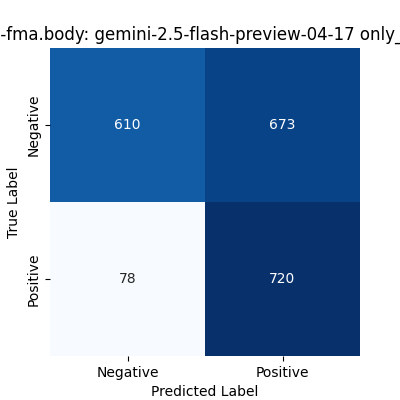 -fma.body: gemini-2.5-flash-preview-04-17 only_
610 673
78 720
Negative
Positive
True Label
Negative Positive
Predicted Label